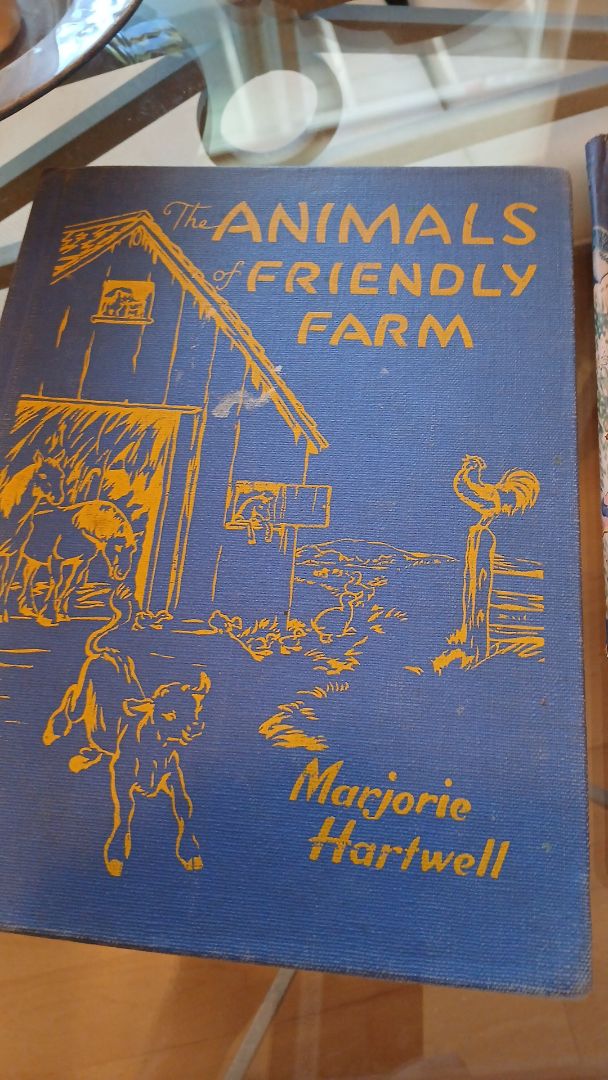 The ANIMALS
of FRIENDLY
FARM
Marjorie
Hartwell